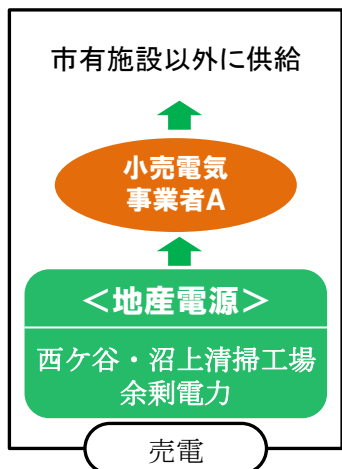 市有施設以外に供給
小売電気
事業者A
＜地産電源＞
西ケ谷・沼上清掃工場
余剰電力
売電